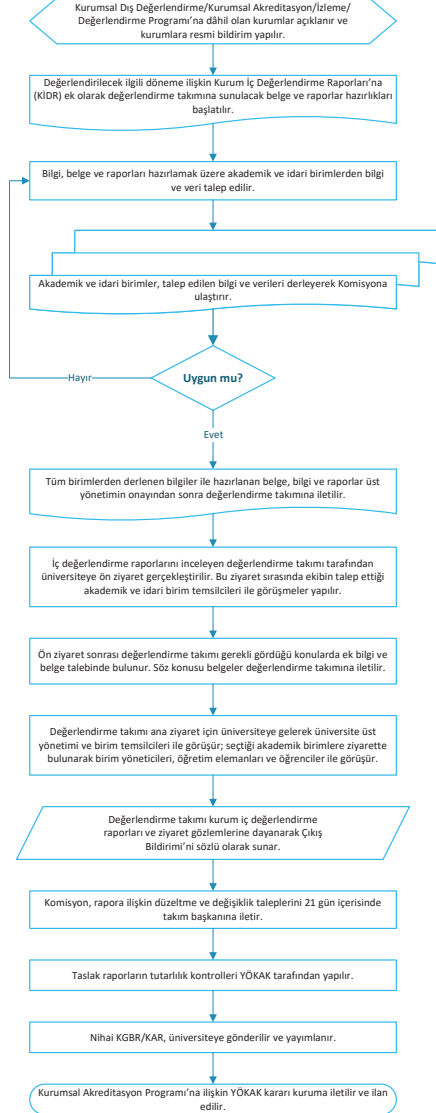 Kurumsal Dış Değerlendirme/Kurumsal Akreditasyon/İzleme/
Değerlendirme Programı'na dâhil olan kurumlar açıklanır ve
kurumlara resmi bildirim yapılır.
Değerlendirilecek ilgili döneme ilişkin Kurum İç Değerlendirme Raporları'na
(KİDR) ek olarak değerlendirme takımına sunulacak belge ve raporlar hazırlıkları
başlatılır.
Bilgi, belge ve raporları hazırlamak üzere akademik ve idari birimlerden bilgi
ve veri talep edilir.
Akademik ve idari birimler, talep edilen bilgi ve verileri derleyerek Komisyona
ulaştırır.
Hayır
Uygun mu?
Evet
Tüm birimlerden derlenen bilgiler ile hazırlanan belge, bilgi ve raporlar üst
yönetimin onayından sonra değerlendirme takımına iletilir.
İç değerlendirme raporlarını inceleyen değerlendirme takımı tarafından
üniversiteye ön ziyaret gerçekleştirilir. Bu ziyaret sırasında ekibin talep ettiği
akademik ve idari birim temsilcileri ile görüşmeler yapılır.
Ön ziyaret sonrası değerlendirme takımı gerekli gördüğü konularda ek bilgi ve
belge talebinde bulunur. Söz konusu belgeler değerlendirme takımına iletilir.
Değerlendirme takımı ana ziyaret için üniversiteye gelerek üniversite üst
yönetimi ve birim temsilcileri ile görüşür; seçtiği akademik birimlere ziyarette
bulunarak birim yöneticileri, öğretim elemanları ve öğrenciler ile görüşür.
Değerlendirme takımı kurum iç değerlendirme
raporları ve ziyaret gözlemlerine dayanarak Çıkış
Bildirimi'ni sözlü olarak sunar.
Komisyon, rapora ilişkin düzeltme ve değişiklik taleplerini 21 gün içerisinde
takım başkanına iletir.
Taslak raporların tutarlılık kontrolleri YÖKAK tarafından yapılır.
Nihai KGBR/KAR, üniversiteye gönderilir ve yayımlanır.
Kurumsal Akreditasyon Programı'na ilişkin YÖKAK kararı kuruma iletilir ve ilan
edilir.